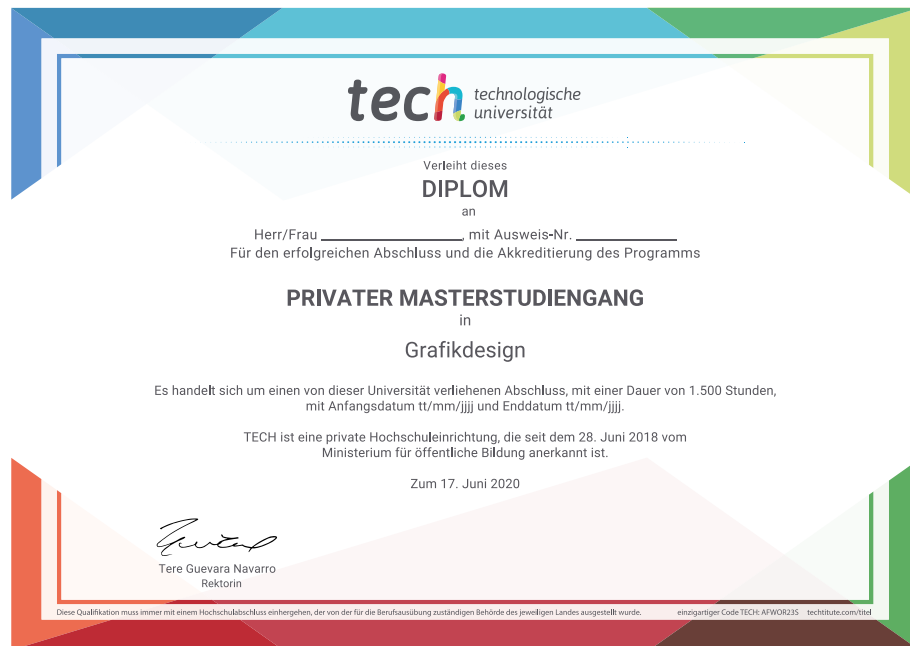 tech technologische
universität
Verleiht dieses
DIPLOM
an
Herr/Frau ____________________, mit Ausweis-Nr. ______________
Für den erfolgreichen Abschluss und die Akkreditierung des Programms
PRIVATER MASTERSTUDIENGANG
in
Grafikdesign
Es handelt sich um einen von dieser Universität verliehenen Abschluss, mit einer Dauer von 1.500 Stunden,
mit Anfangsdatum tt/mm/jjjj und Enddatum tt/mm/jjjj.
TECH ist eine private Hochschuleinrichtung, die seit dem 28. Juni 2018 vom
Ministerium für öffentliche Bildung anerkannt ist.
Zum 17. Juni 2020
Tere Guevara Navarro
Rektorin
Diese Qualifikation muss immer mit einem Hochschulabschluss einhergehen, der von der für die Berufsausübung zuständigen Behörde des jeweiligen Landes ausgestellt wurde. einzigartiger Code TECH: AFWOR23S techtitute.com/titel